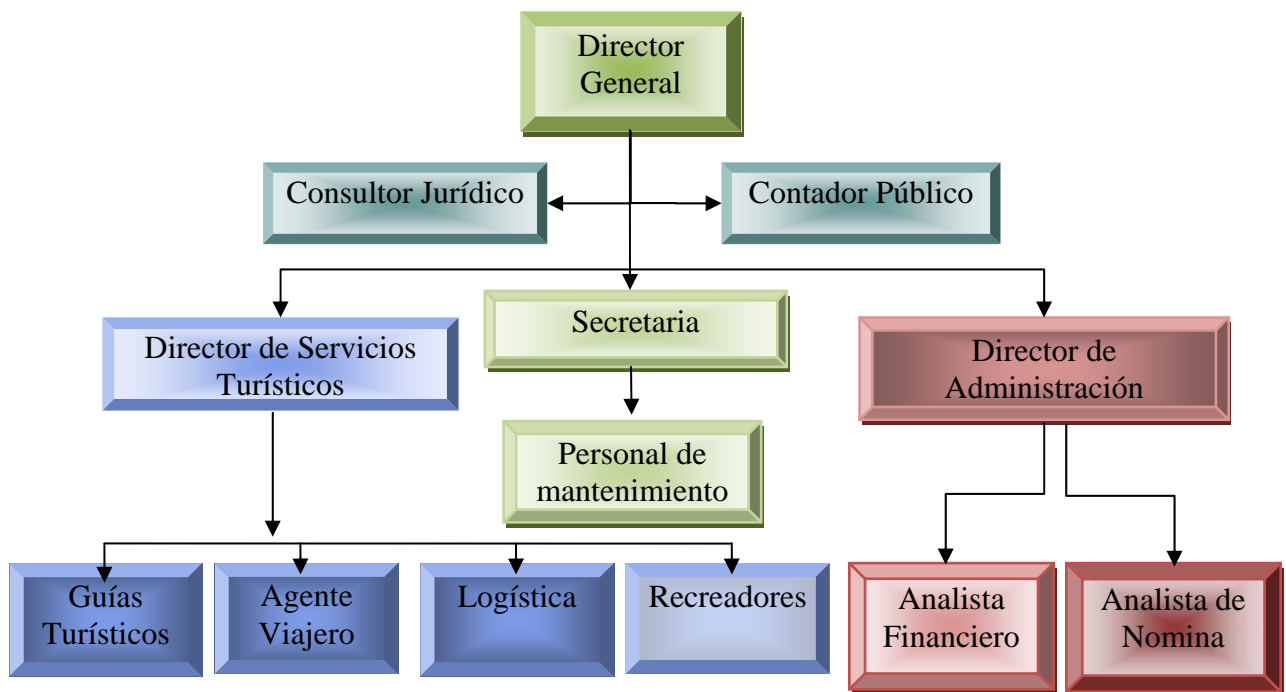 Director
General
Consultor Jurídico
Contador Público
Director de Servicios
Turísticos
Secretaria
Director de
Administración
Personal de
mantenimiento
Guías
Turísticos
Agente
Viajero
Logística
Recreadores
Analista
Financiero
Analista de
Nomina